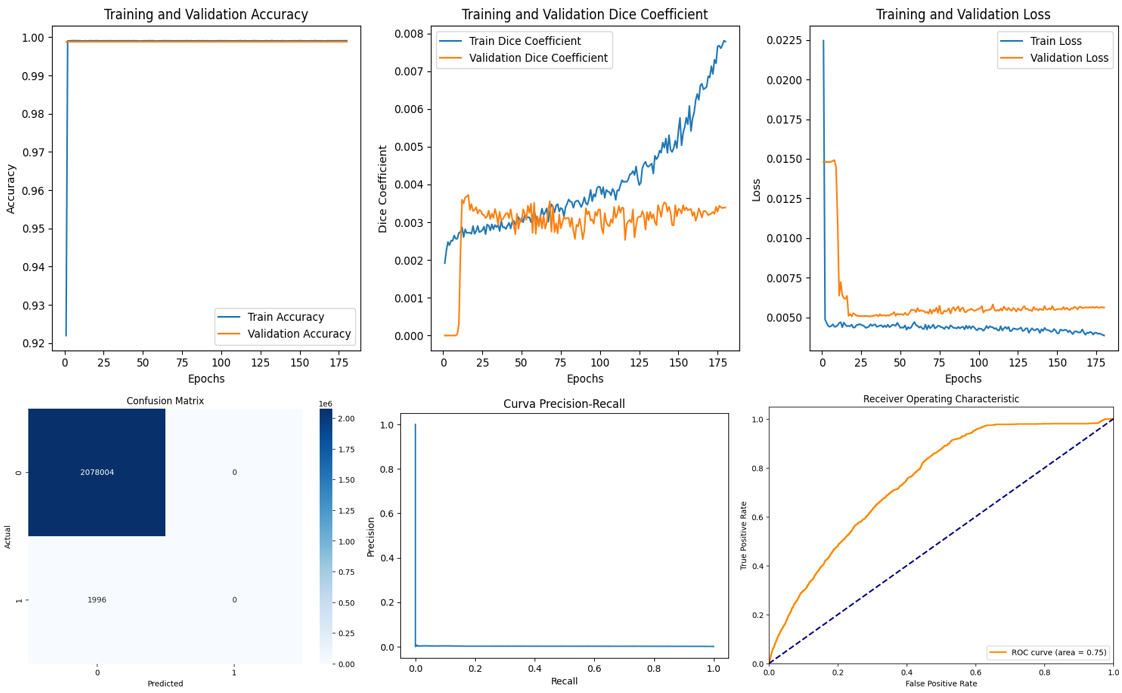 Training and Validation Accuracy
1.00
0.99
0.98
0.97
0.96
0.95
0.94
0.93
0.92
Accuracy
0 25 50 75 100 125 150 175
Epochs
Train Accuracy
Validation Accuracy
Training and Validation Dice Coefficient
0.008
0.007
0.006
0.005
0.004
0.003
0.002
0.001
0.000
Dice Coefficient
0 25 50 75 100 125 150 175
Epochs
Train Dice Coefficient
Validation Dice Coefficient
Training and Validation Loss
0.0225
0.0200
0.0175
0.0150
0.0125
0.0100
0.0075
0.0050
Loss
0 25 50 75 100 125 150 175
Epochs
Train Loss
Validation Loss
Confusion Matrix
Actual
0
1
2078004 0
1996 0
0 1
Predicted
1e6
2.00
1.75
1.50
1.25
1.00
0.75
0.50
0.25
0.00
Curva Precision-Recall
1.0
0.8
0.6
0.4
0.2
0.0
Precision
0.0 0.2 0.4 0.6 0.8 1.0
Recall
Receiver Operating Characteristic
1.0
0.8
0.6
0.4
0.2
0.0
True Positive Rate
0.0 0.2 0.4 0.6 0.8 1.0
False Positive Rate
ROC curve (area = 0.75)